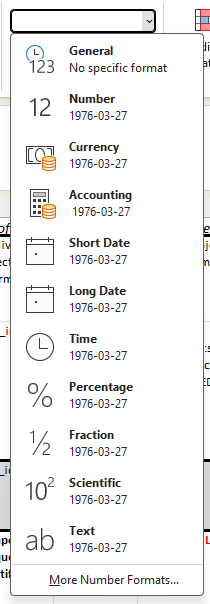 General
No specific format
123
Number
1976-03-27
12
Currency
1976-03-27
Accounting
1976-03-27
Short Date
1976-03-27
Long Date
1976-03-27
Time
1976-03-27
%
Percentage
1976-03-27
½
Fraction
1976-03-27
10²
Scientific
1976-03-27
ab
Text
1976-03-27
More Number Formats...